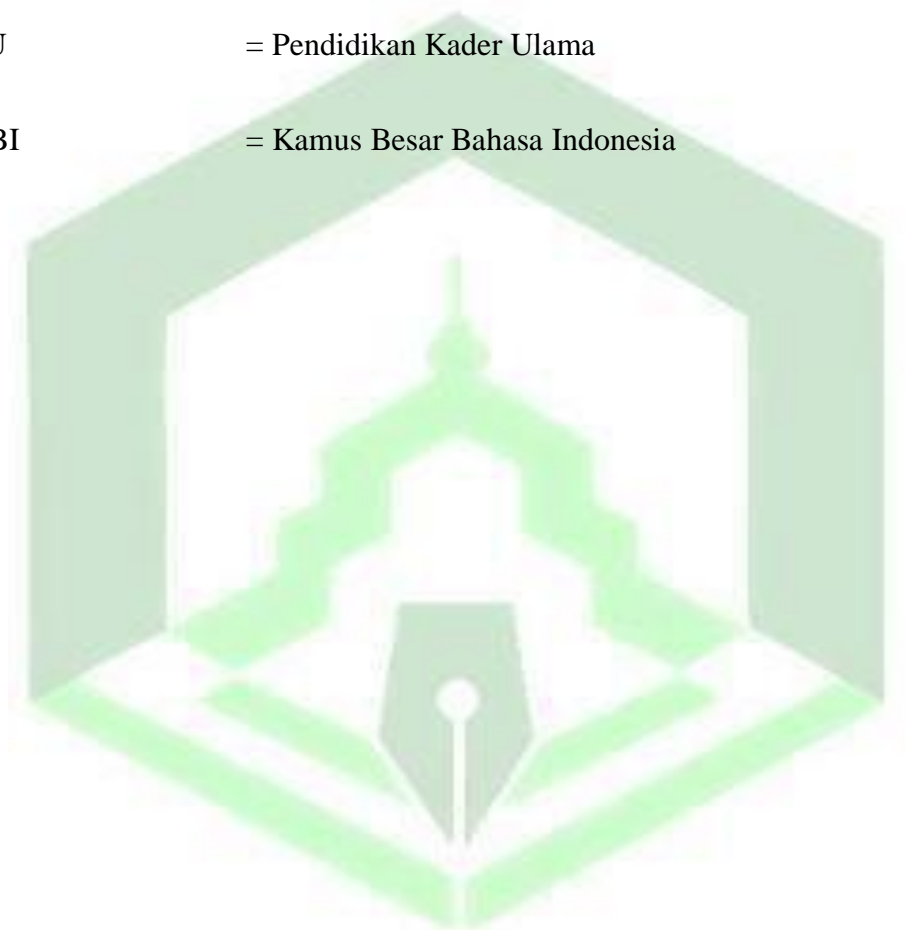 U = Pendidikan Kader Ulama
BI = Kamus Besar Bahasa Indonesia